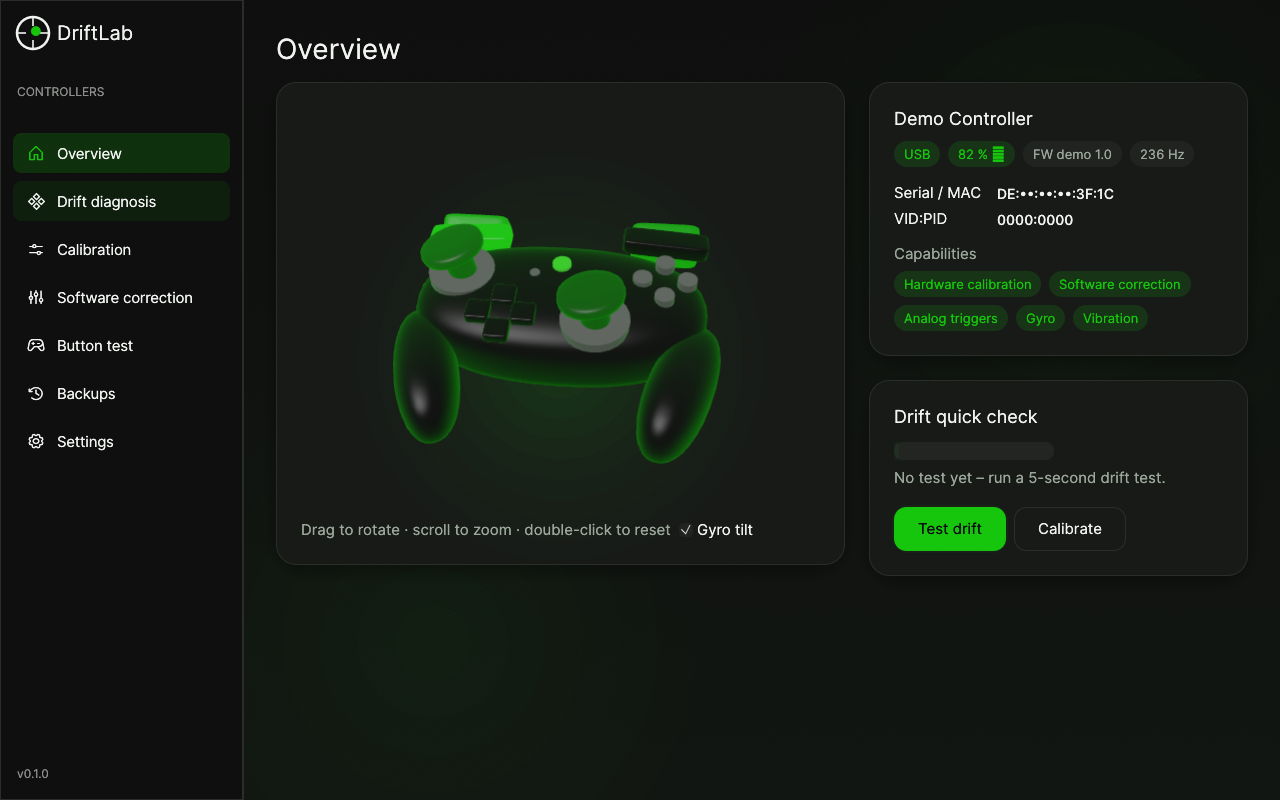 DriftLab
CONTROLLERS
Overview
Drift diagnosis
Calibration
Software correction
Button test
Backups
Settings
v0.1.0
Overview
Drag to rotate · scroll to zoom · double-click to reset ✓ Gyro tilt
Demo Controller
USB 82 % ▓ FW demo 1.0 236 Hz
Serial / MAC DE:••:••:••:3F:1C
VID:PID 0000:0000
Capabilities
Hardware calibration Software correction
Analog triggers Gyro Vibration
Drift quick check
No test yet – run a 5-second drift test.
Test drift Calibrate